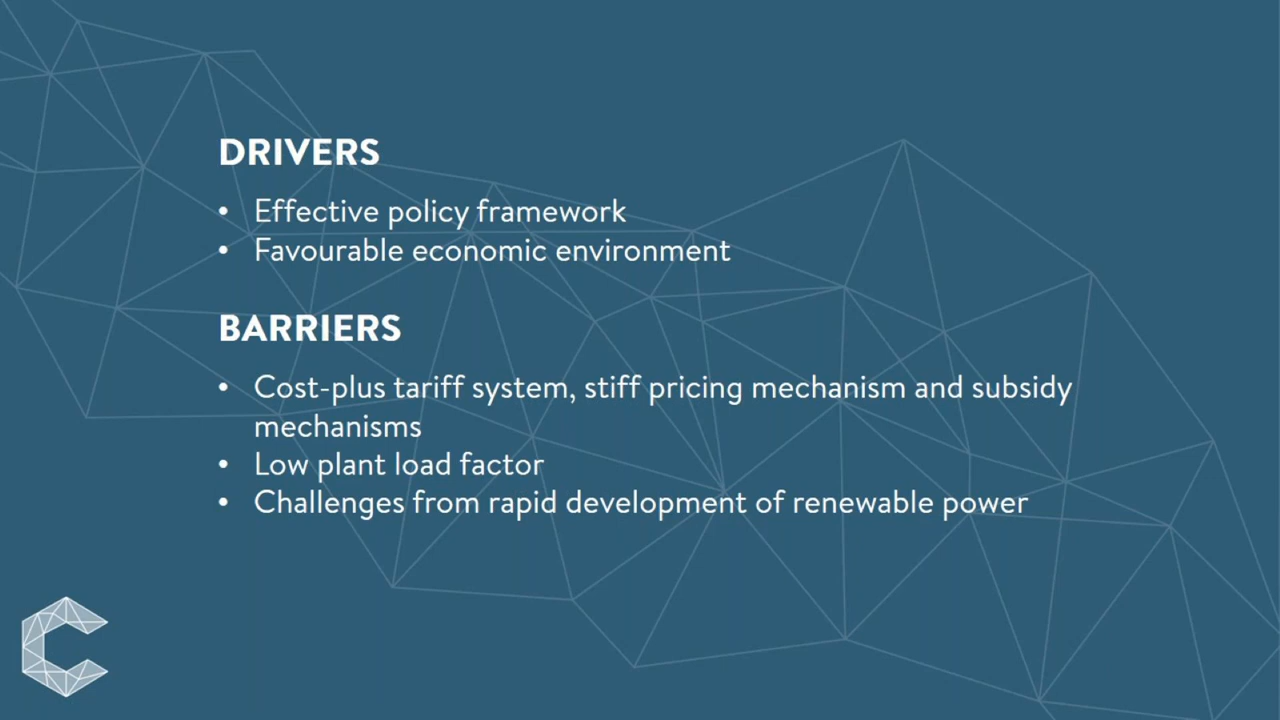 DRIVERS
• Effective policy framework
• Favourable economic environment
BARRIERS
• Cost-plus tariff system, stiff pricing mechanism and subsidy
mechanisms
• Low plant load factor
• Challenges from rapid development of renewable power